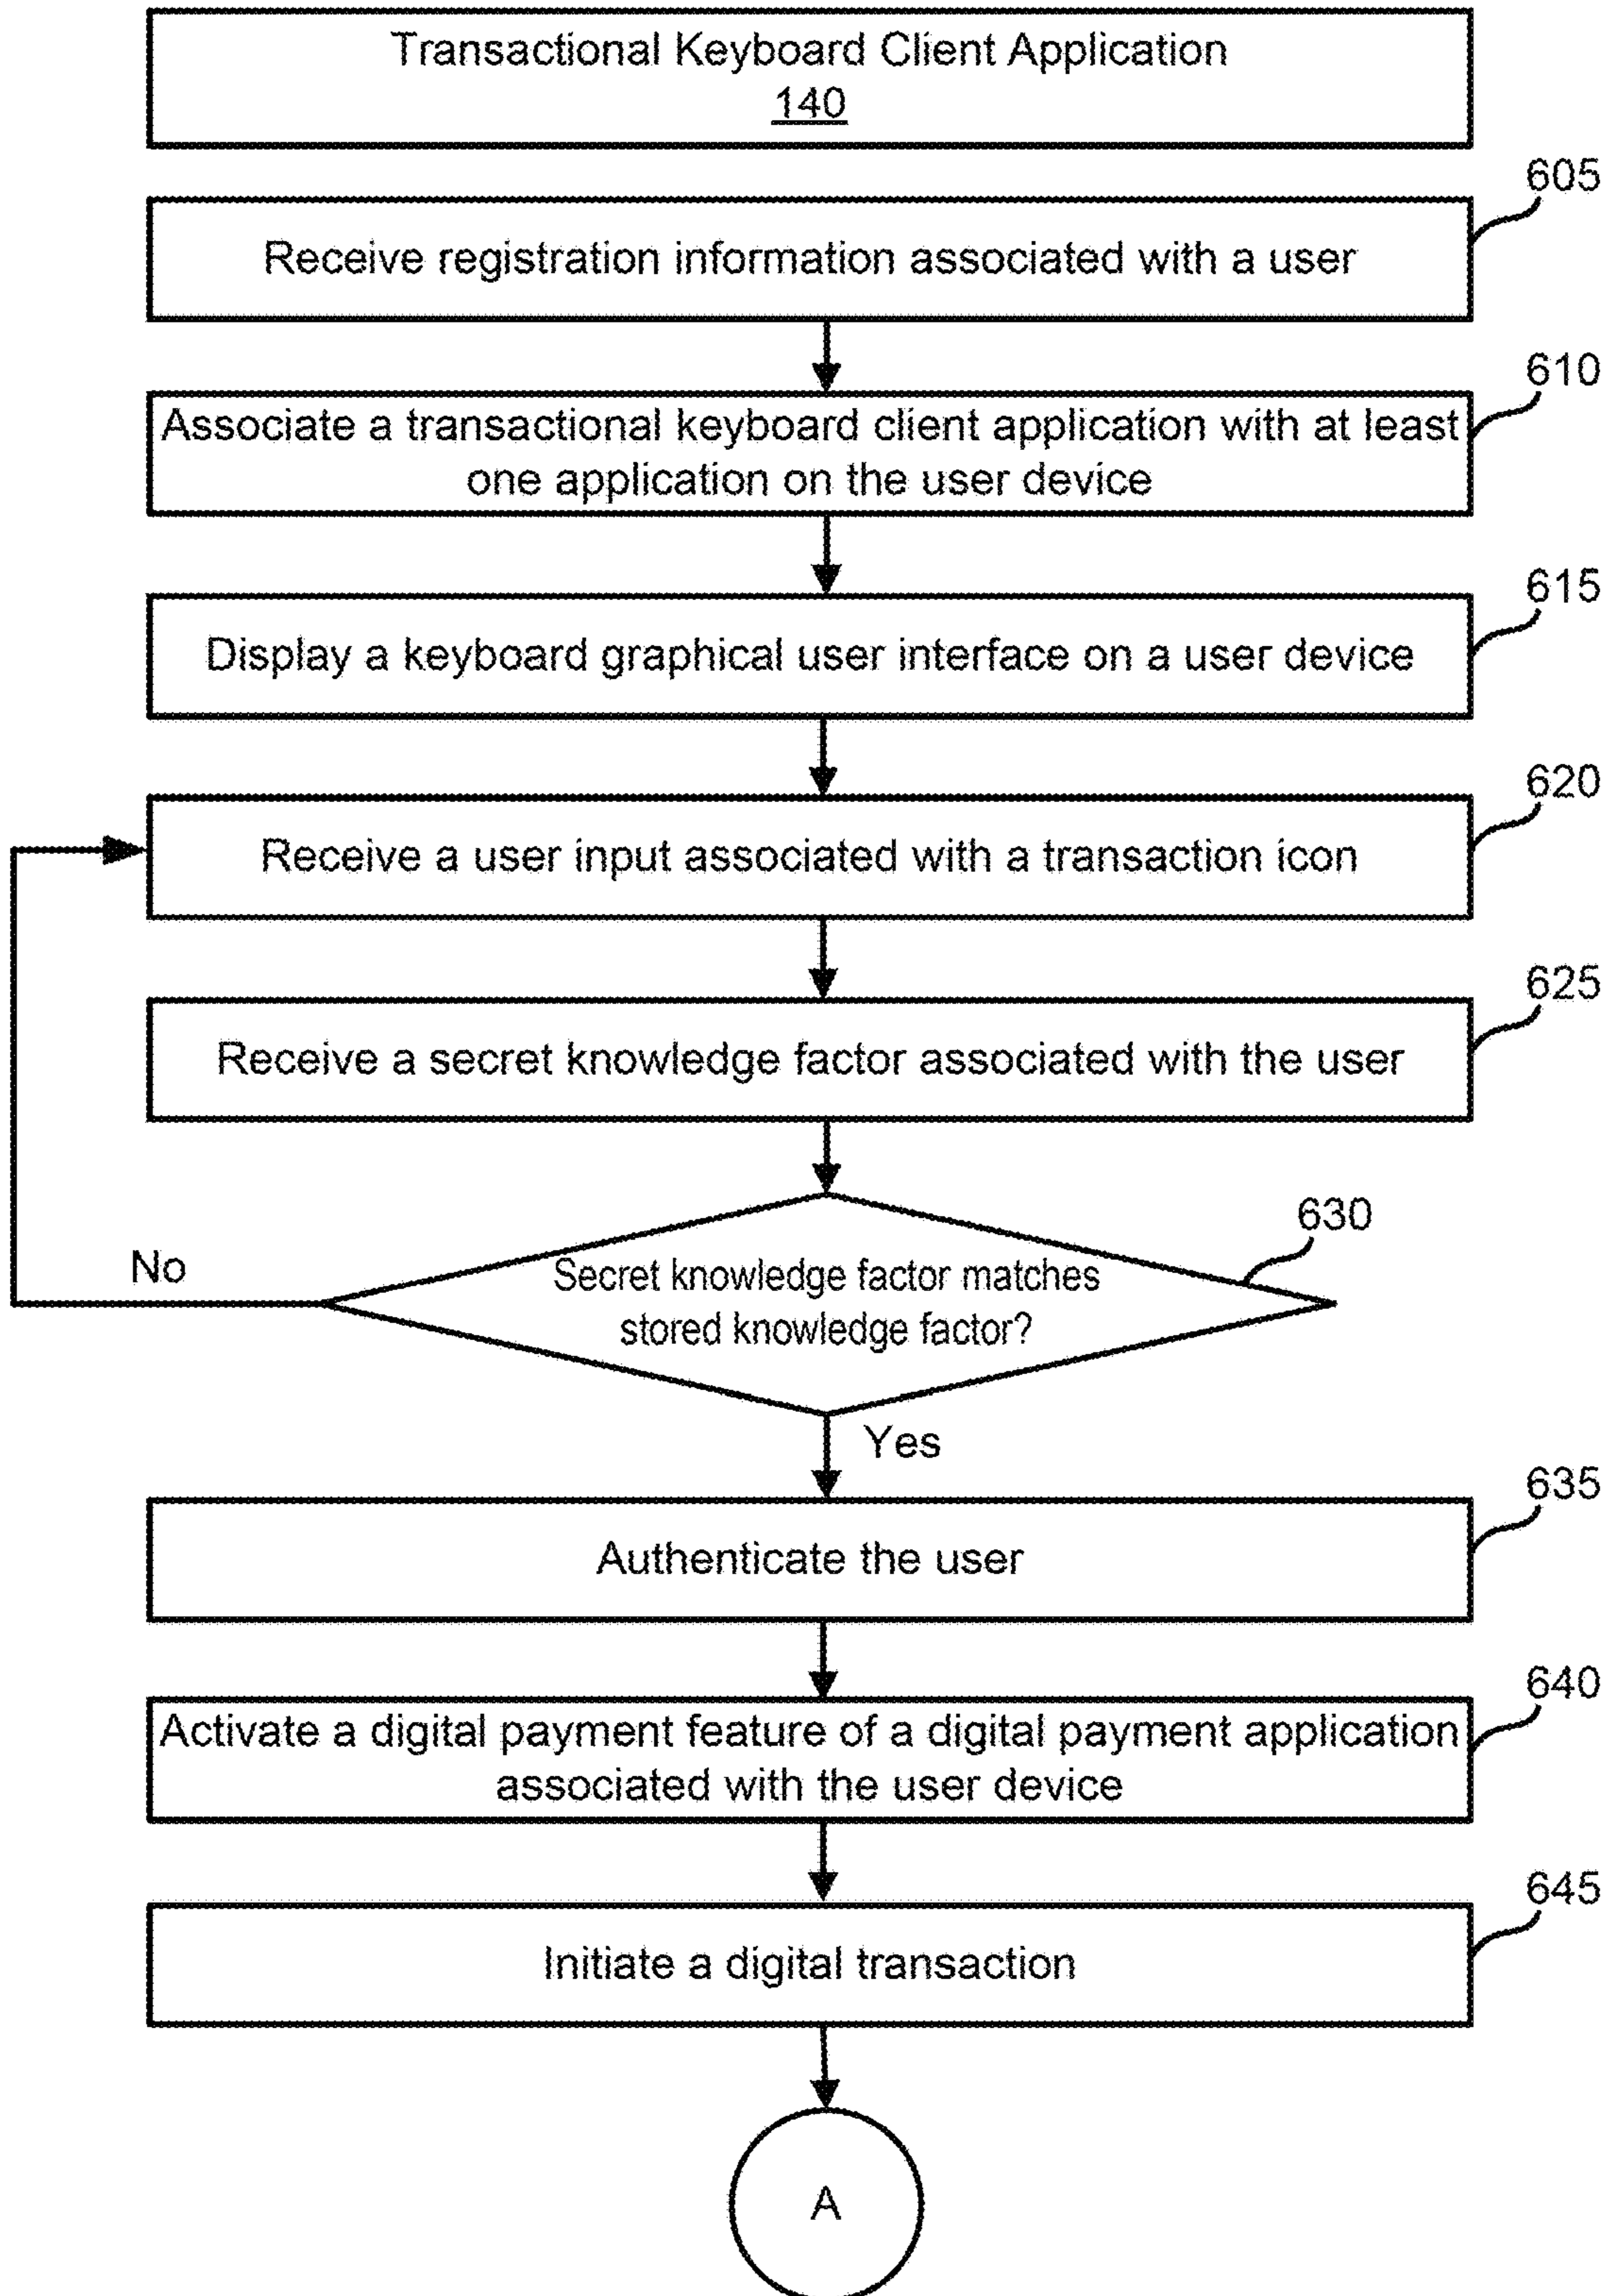 Transactional Keyboard Client Application
140
605
Receive registration information associated with a user
610
Associate a transactional keyboard client application with at least
one application on the user device
615
Display a keyboard graphical user interface on a user device
620
Receive a user input associated with a transaction icon
625
Receive a secret knowledge factor associated with the user
630
No
Secret knowledge factor matches
stored knowledge factor?
Yes
635
Authenticate the user
640
Activate a digital payment feature of a digital payment application
associated with the user device
645
Initiate a digital transaction
A